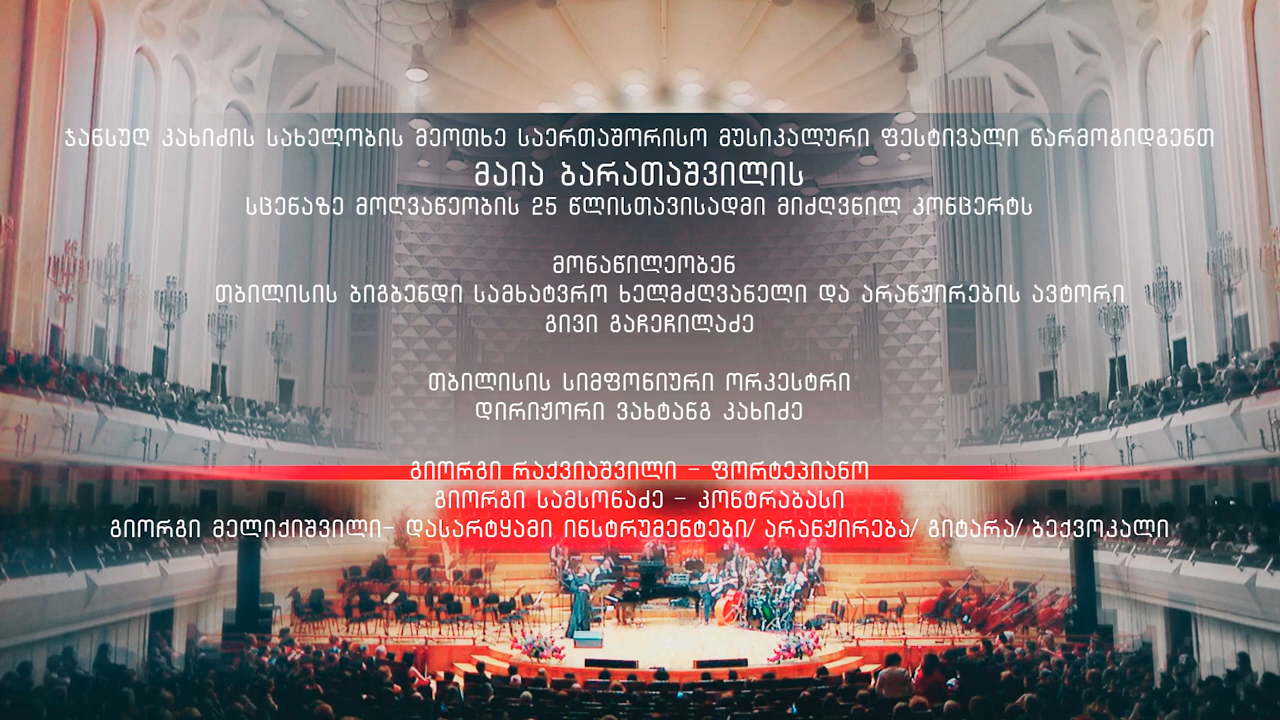 ჯანსუღ კახიძის სახელობის მეოთხე საერთაშორისო მუსიკალური ფესტივალი წარმოგიდგენთ
მაია ბარათაშვილის
სცენაზე მოღვაწეობის 25 წლისთავისადმი მიძღვნილ კონცერტს
მონაწილეობენ
თბილისის ბიგბენდი სამხატვრო ხელმძღვანელი და არანჟირების ავტორი
გივი გაჩეჩილაძე
თბილისის სიმფონიური ორკესტრი
დირიჟორი ვახტანგ კახიძე
გიორგი რაქვიაშვილი - ფორტეპიანო
გიორგი სამსონაძე - კონტრაბასი
გიორგი მელიქიშვილი- დასარტყამი ინსტრუმენტები/ არანჟირება/ გიტარა/ ბექვოკალი